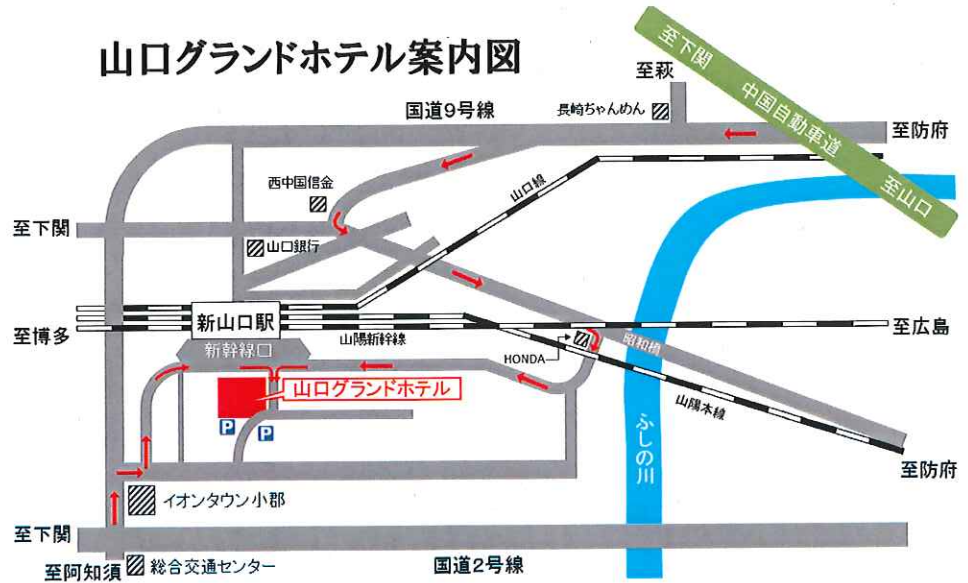 山口グランドホテル案内図
至下関
中国自動車道
至山口
至萩
長崎ちゃんめん
国道9号線
至防府
西中国信金
山口線
至下関
山口銀行
新山口駅
至博多
山陽新幹線
至広島
新幹線口
HONDA
昭和橋
山口グランドホテル
山陽本線
P
P
ふしの川
至防府
イオンタウン小郡
至下関
国道2号線
至阿知須
総合交通センター